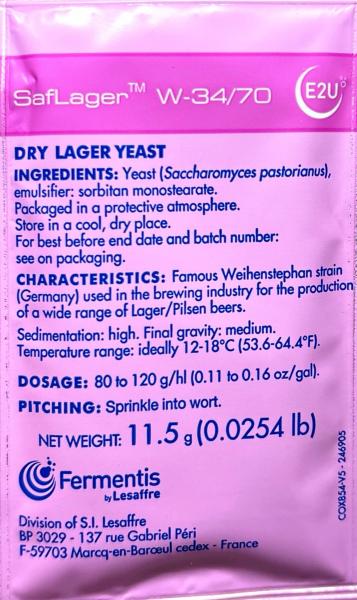 SafLager™ W-34/70 E2U®
DRY LAGER YEAST
INGREDIENTS: Yeast (Saccharomyces pastorianus),
emulsifier: sorbitan monostearate.
Packaged in a protective atmosphere.
Store in a cool, dry place.
For best before end date and batch number:
see on packaging.
CHARACTERISTICS: Famous Weihenstephan strain
(Germany) used in the brewing industry for the production
of a wide range of Lager/Pilsen beers.
Sedimentation: high. Final gravity: medium.
Temperature range: ideally 12-18°C (53.6-64.4°F).
DOSAGE: 80 to 120 g/hl (0.11 to 0.16 oz/gal).
PITCHING: Sprinkle into wort.
NET WEIGHT: 11.5 g (0.0254 lb)
Fermentis
by Lesaffre
Division of S.I. Lesaffre
BP 3029 - 137 rue Gabriel Péri
F-59703 Marcq-en-Barœul cedex - France
COX854-V5 - 246905